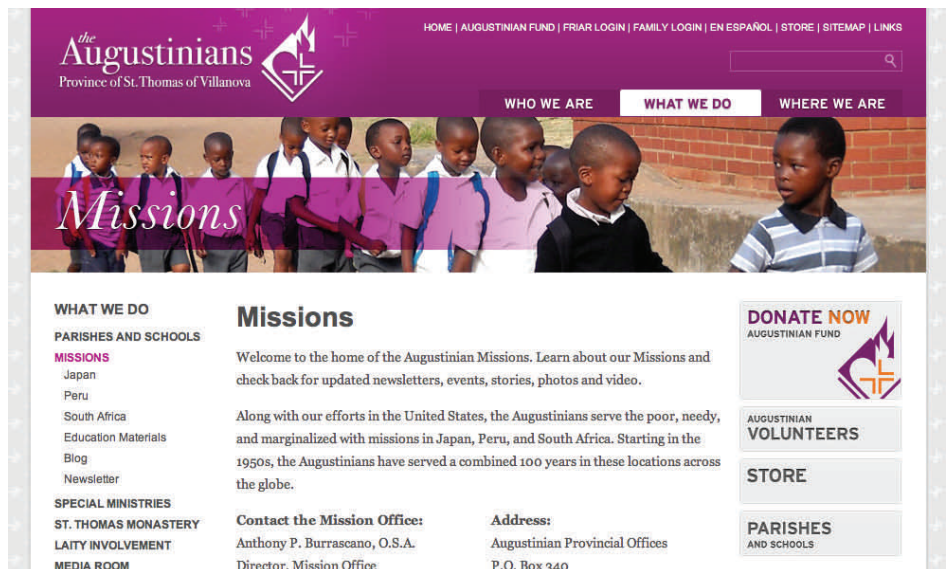 HOME | AUGUSTINIAN FUND | FRIAR LOGIN | FAMILY LOGIN | EN ESPAÑOL | STORE | SITEMAP | LINKS
the
Augustinians
Province of St. Thomas of Villanova
WHO WE ARE
WHAT WE DO
WHERE WE ARE
Missions
WHAT WE DO
PARISHES AND SCHOOLS
MISSIONS
Japan
Peru
South Africa
Education Materials
Blog
Newsletter
SPECIAL MINISTRIES
ST. THOMAS MONASTERY
LAITY INVOLVEMENT
MEDIA ROOM
Missions
Welcome to the home of the Augustinian Missions. Learn about our Missions and
check back for updated newsletters, events, stories, photos and video.
Along with our efforts in the United States, the Augustinians serve the poor, needy,
and marginalized with missions in Japan, Peru, and South Africa. Starting in the
1950s, the Augustinians have served a combined 100 years in these locations across
the globe.
Contact the Mission Office:
Anthony P. Burrascano, O.S.A.
Director, Mission Office
Address:
Augustinian Provincial Offices
P.O. Box 340
DONATE NOW
AUGUSTINIAN FUND
AUGUSTINIAN
VOLUNTEERS
STORE
PARISHES
AND SCHOOLS